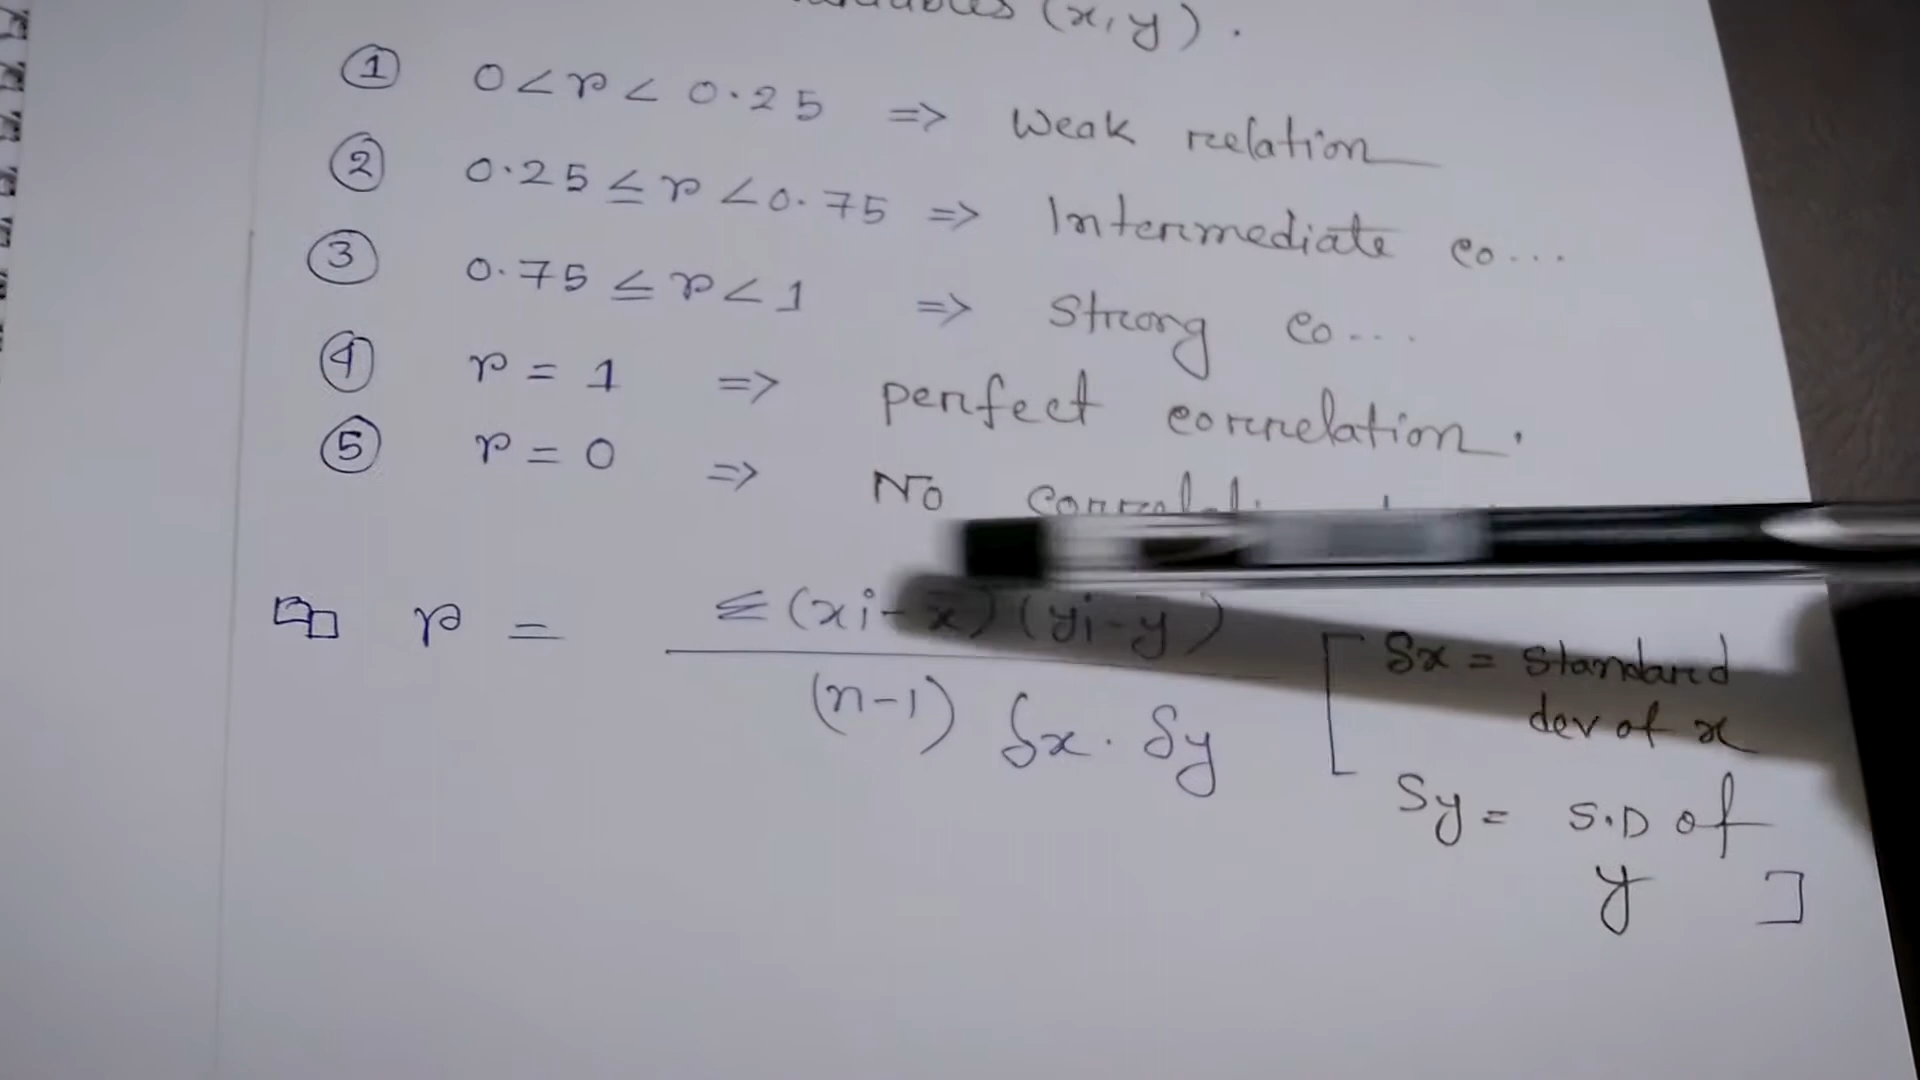 (x, y).
① 0 < r < 0.25 => Weak relation
② 0.25 ≤ r < 0.75 => Intermediate co...
③ 0.75 ≤ r < 1 => Strong co...
④ r = 1 => perfect correlation.
⑤ r = 0 => No
r = Σ(xi - x)(yi - y)
(n-1) Sx . Sy
[ Sx = standard
dev of x
Sy = S.D of
y ]